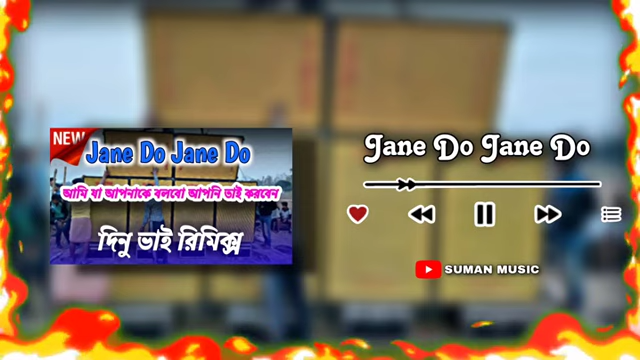 NEW
Jane Do Jane Do
আমি যা আপনাকে বলবো আপনি তাই করবেন
দিনু ভাই রিমিক্স
Jane Do Jane Do
SUMAN MUSIC